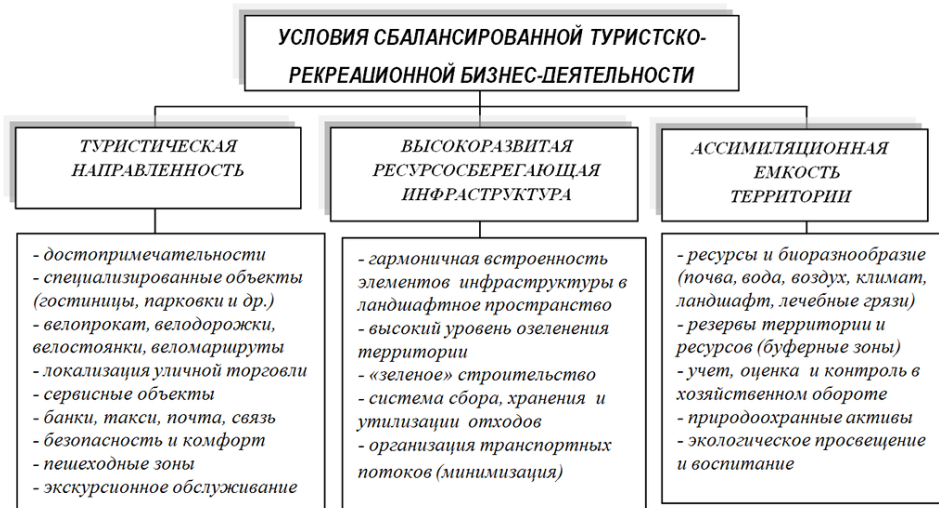 УСЛОВИЯ СБАЛАНСИРОВАННОЙ ТУРИСТСКО-
РЕКРЕАЦИОННОЙ БИЗНЕС-ДЕЯТЕЛЬНОСТИ
ТУРИСТИЧЕСКАЯ
НАПРАВЛЕННОСТЬ
- достопримечательности
- специализированные объекты
(гостиницы, парковки и др.)
- велопрокат, велодорожки,
велостоянки, веломаршруты
- локализация уличной торговли
- сервисные объекты
- банки, такси, почта, связь
- безопасность и комфорт
- пешеходные зоны
- экскурсионное обслуживание
ВЫСОКОРАЗВИТАЯ
РЕСУРСОСБЕРЕГАЮЩАЯ
ИНФРАСТРУКТУРА
- гармоничная встроенность
элементов инфраструктуры в
ландшафтное пространство
- высокий уровень озеленения
территории
- «зеленое» строительство
- система сбора, хранения и
утилизации отходов
- организация транспортных
потоков (минимизация)
АССИМИЛЯЦИОННАЯ
ЕМКОСТЬ
ТЕРРИТОРИИ
- ресурсы и биоразнообразие
(почва, вода, воздух, климат,
ландшафт, лечебные грязи)
- резервы территории и
ресурсов (буферные зоны)
- учет, оценка и контроль в
хозяйственном обороте
- природоохранные активы
- экологическое просвещение
и воспитание